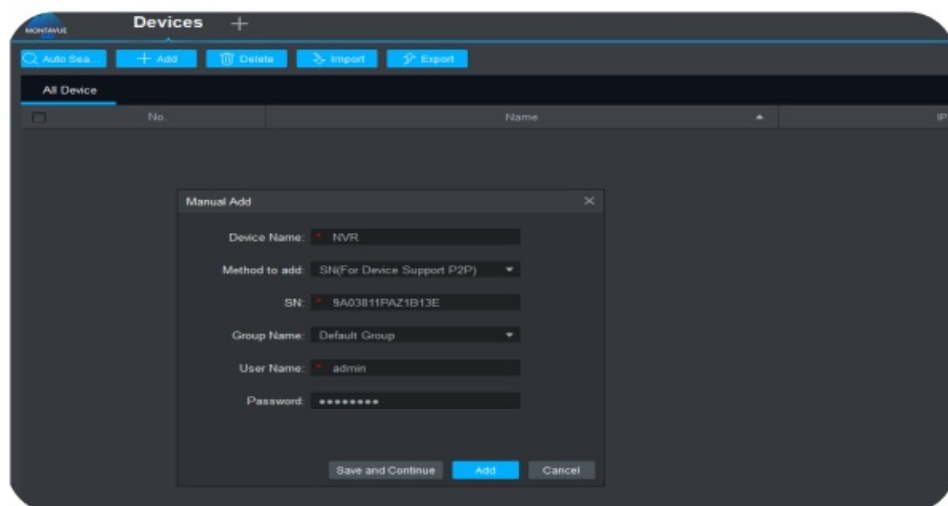 MONTAVUE
GO
Devices +
Auto Sea... + Add Delete Import Export
All Device
No. Name IP
Manual Add
Device Name: * NVR
Method to add: SN(For Device Support P2P)
SN: * 9A03811PAZ1B13E
Group Name: Default Group
User Name: * admin
Password: ●●●●●●●●
Save and Continue Add Cancel